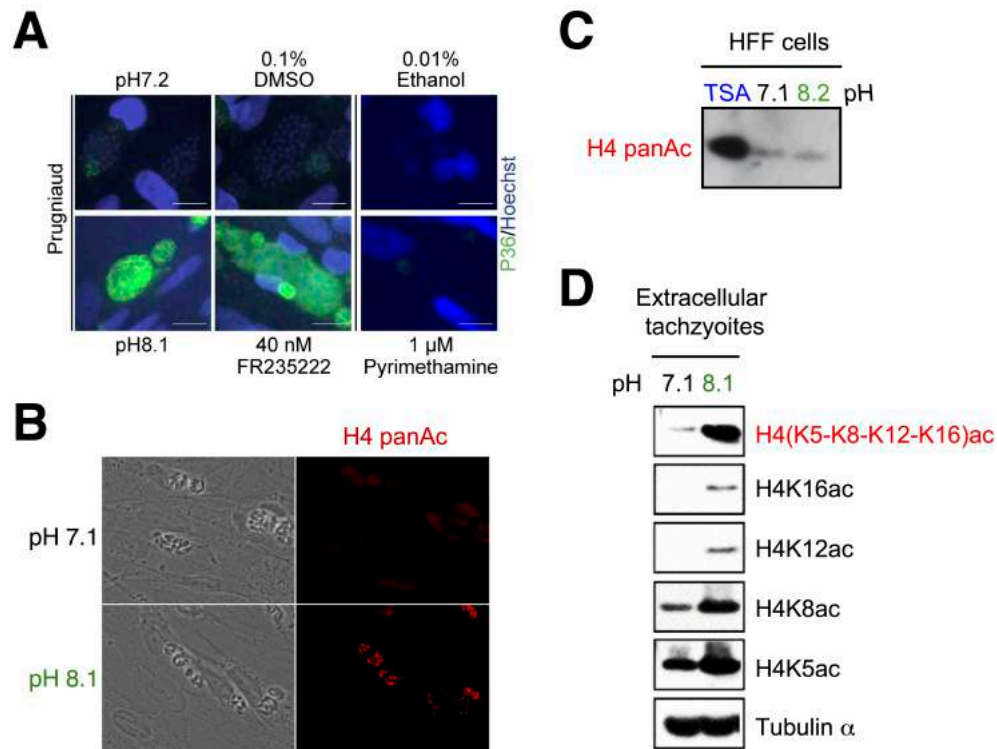 A
pH7.2
0.1%
DMSO
0.01%
Ethanol
Prugniaud
P36/Hoechst
pH8.1
40 nM
FR235222
1 µM
Pyrimethamine
B
H4 panAc
pH 7.1
pH 8.1
C
HFF cells
TSA 7.1 8.2 pH
H4 panAc
D
Extracellular
tachzyoites
pH 7.1 8.1
H4(K5-K8-K12-K16)ac
H4K16ac
H4K12ac
H4K8ac
H4K5ac
Tubulin α